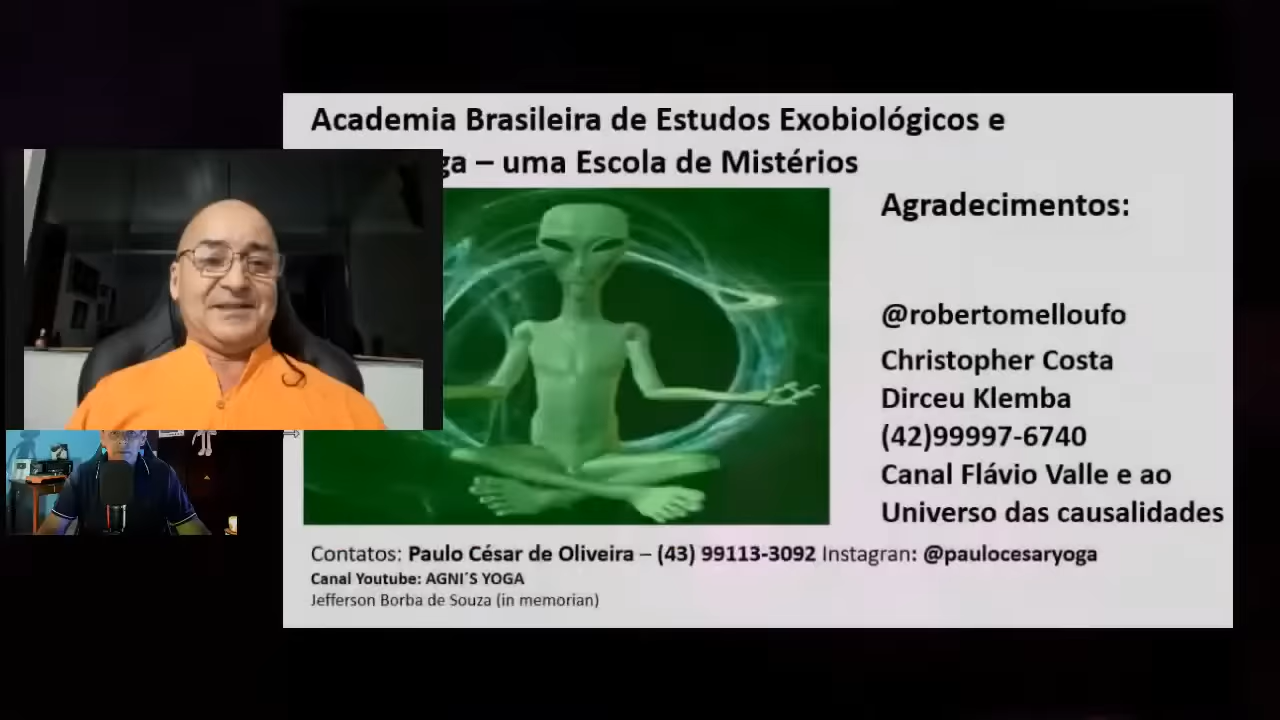 Academia Brasileira de Estudos Exobiológicos e
– uma Escola de Mistérios
Agradecimentos:
@robertomelloufo
Christopher Costa
Dirceu Klemba
(42)99997-6740
Canal Flávio Valle e ao
Universo das causalidades
Contatos: Paulo César de Oliveira – (43) 99113-3092 Instagran: @paulocesaryoga
Canal Youtube: AGNI´S YOGA
Jefferson Borba de Souza (in memorian)